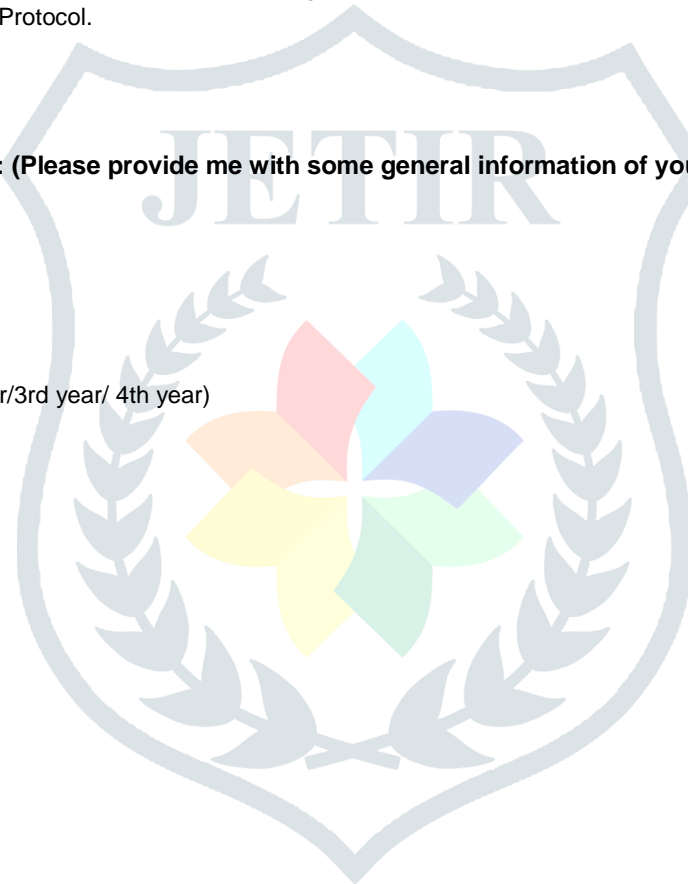 Protocol.
: (Please provide me with some general information of you
JETIR
r/3rd year/ 4th year)